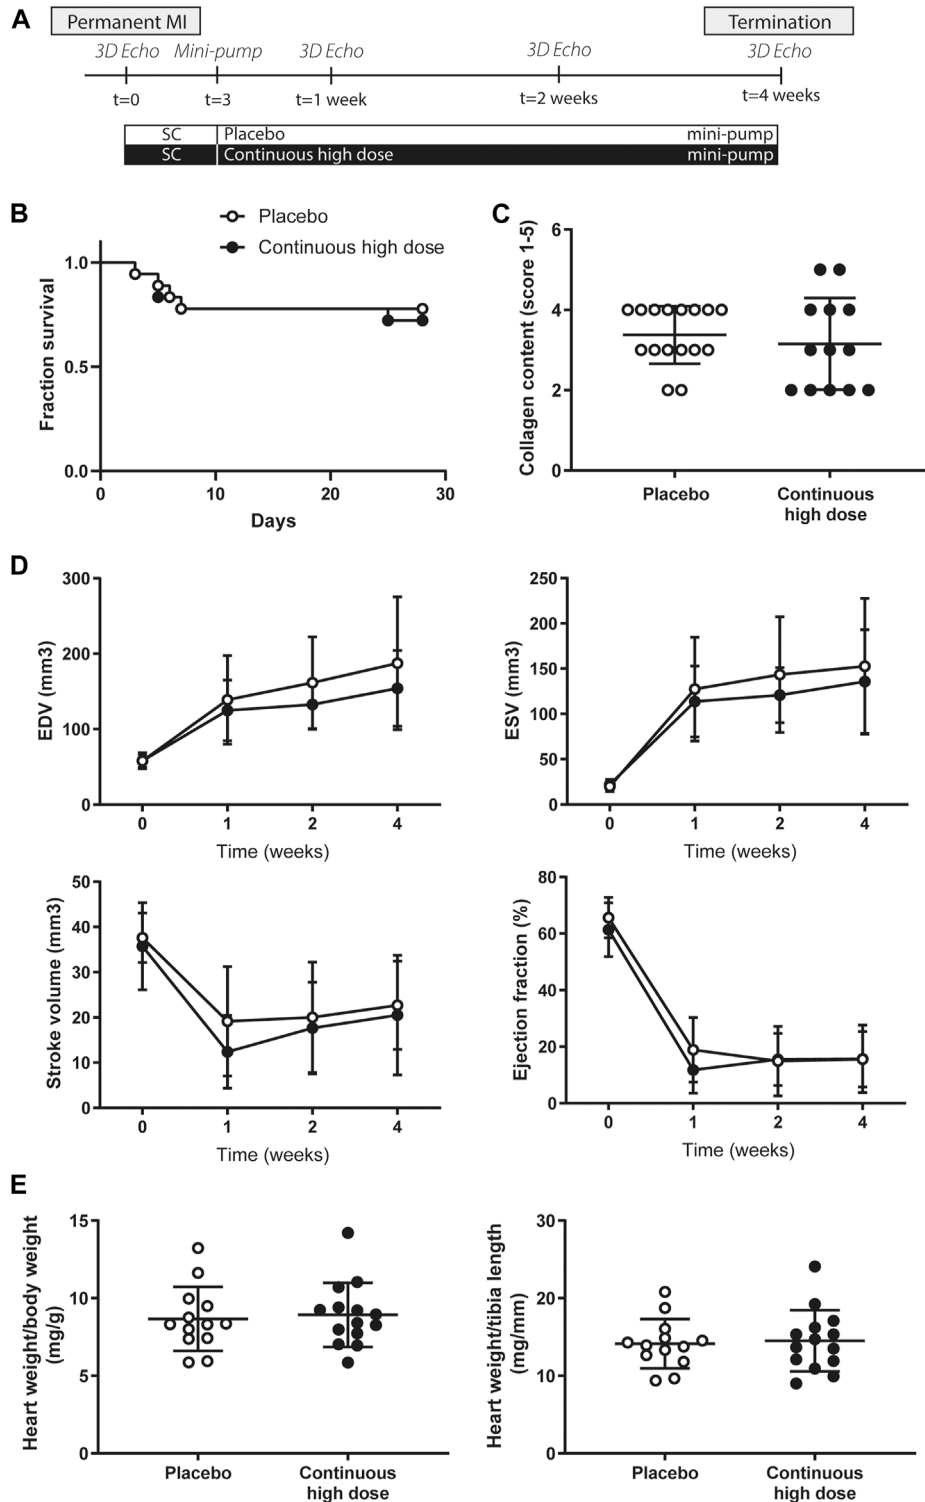 A
Permanent MI
Termination
3D Echo
Mini-pump
3D Echo
3D Echo
3D Echo
t=0
t=3
t=1 week
t=2 weeks
t=4 weeks
SC
Placebo
mini-pump
SC
Continuous high dose
mini-pump
B
Placebo
Continuous high dose
Fraction survival
1.0
0.5
0.0
0
10
20
30
Days
C
Collagen content (score 1-5)
6
4
2
0
Placebo
Continuous
high dose
D
EDV (mm3)
300
200
100
0
0
1
2
4
Time (weeks)
ESV (mm3)
250
200
150
100
50
0
0
1
2
4
Time (weeks)
Stroke volume (mm3)
50
40
30
20
10
0
0
1
2
4
Time (weeks)
Ejection fraction (%)
80
60
40
20
0
0
1
2
4
Time (weeks)
E
Heart weight/body weight
(mg/g)
15
10
5
0
Placebo
Continuous
high dose
Heart weight/tibia length
(mg/mm)
30
20
10
0
Placebo
Continuous
high dose